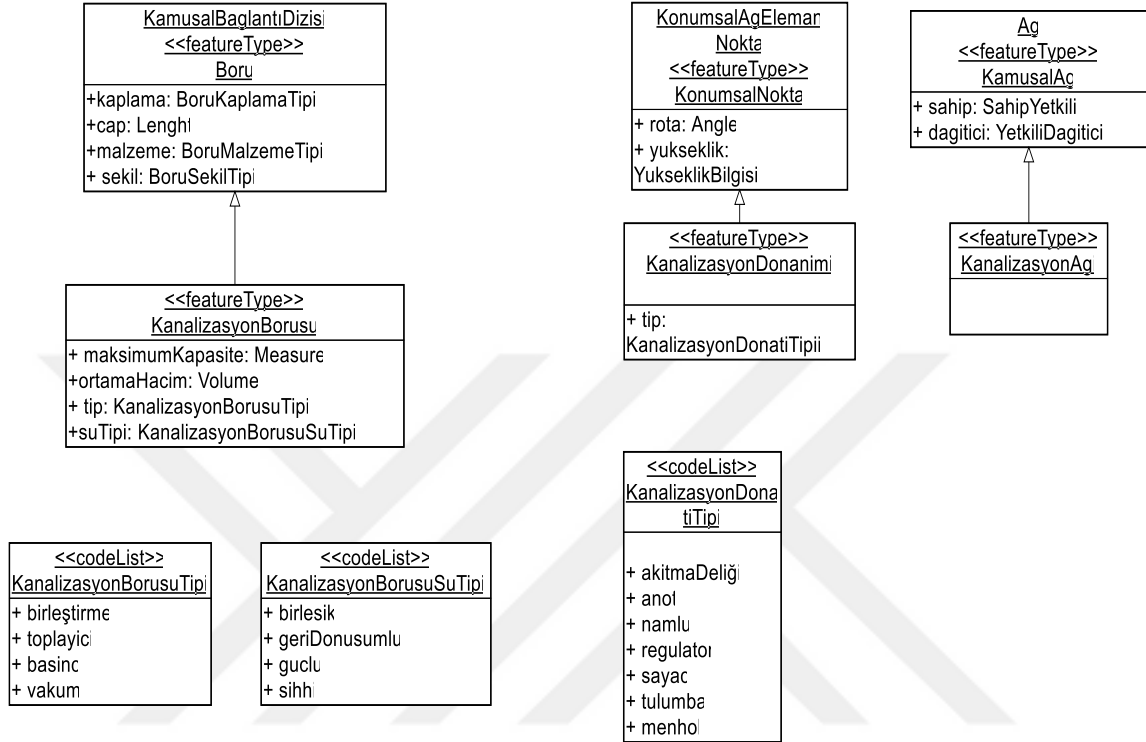 KamusalBaglantıDizisi
<<featureType>>
Boru
+kaplama: BoruKaplamaTipi
+cap: Lenght
+malzeme: BoruMalzemeTipi
+ sekil: BoruSekilTipi
KonumsalAgEleman
Nokta
<<featureType>>
KonumsalNokta
+ rota: Angle
+ yukseklik:
YukseklikBilgisi
Ag
<<featureType>>
KamusalAg
+ sahip: SahipYetkili
+ dagitici: YetkiliDagitici
<<featureType>>
KanalizasyonBorusu
+ maksimumKapasite: Measure
+ortamaHacim: Volume
+ tip: KanalizasyonBorusuTipi
+suTipi: KanalizasyonBorusuSuTipi
<<featureType>>
KanalizasyonDonanimi
+ tip:
KanalizasyonDonatiTipii
<<featureType>>
KanalizasyonAgi
<<codeList>>
KanalizasyonBorusuTipi
+ birleştirme
+ toplayici
+ basinc
+ vakum
<<codeList>>
KanalizasyonBorusuSuTipi
+ birlesik
+ geriDonusumlu
+ guclu
+ sihhi
<<codeList>>
KanalizasyonDona
tiTipi
+ akitmaDeliği
+ anot
+ namlu
+ regulator
+ sayac
+ tulumba
+ menhol